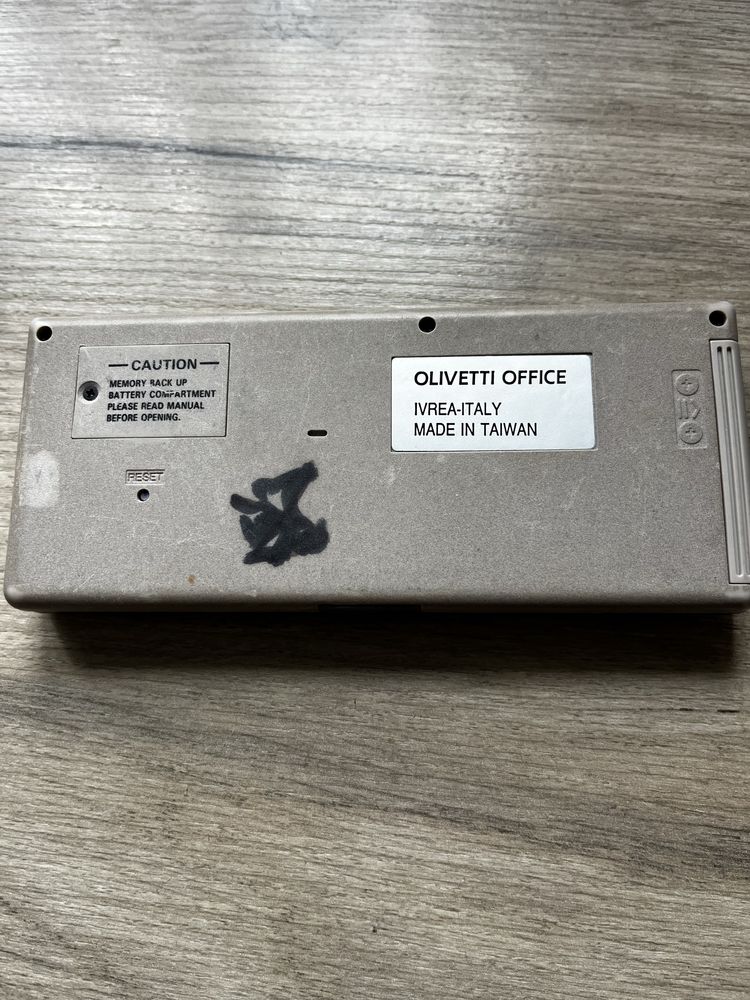 CAUTION
MEMORY BACK UP
BATTERY COMPARTMENT
PLEASE READ MANUAL
BEFORE OPENING.
RESET
OLIVETTI OFFICE
IVREA-ITALY
MADE IN TAIWAN